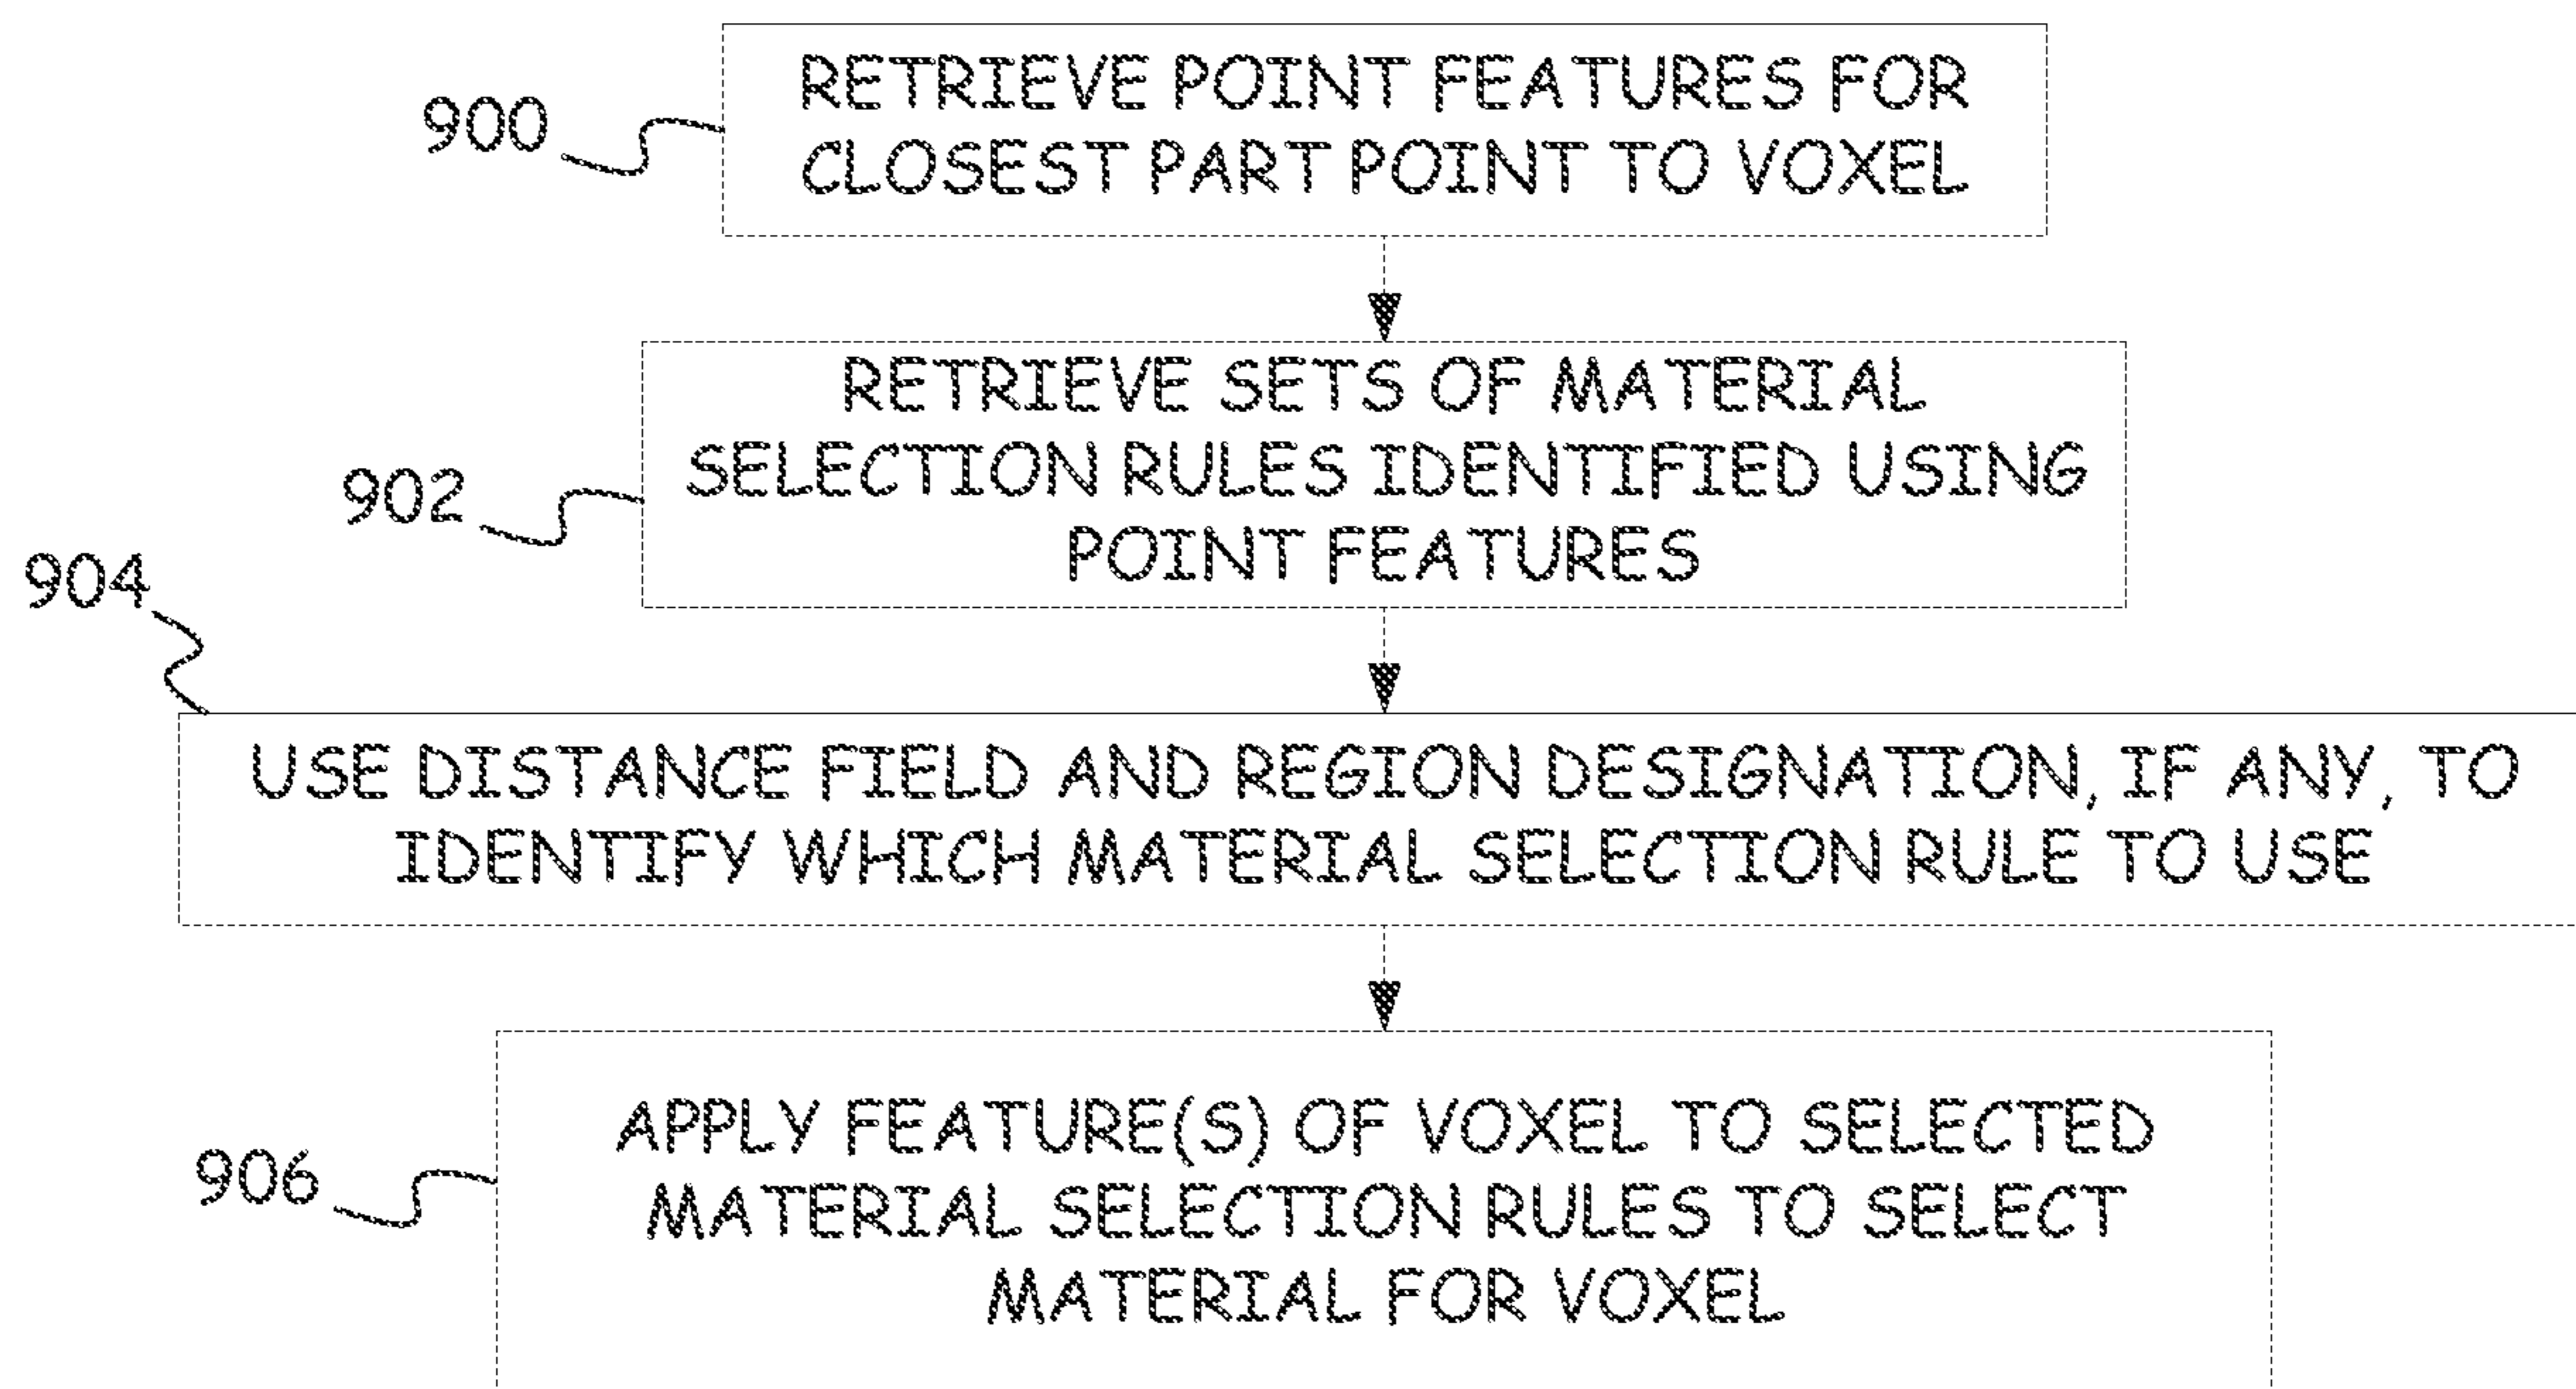 900
RETRIEVE POINT FEATURES FOR
CLOSEST PART POINT TO VOXEL
902
RETRIEVE SETS OF MATERIAL
SELECTION RULES IDENTIFIED USING
POINT FEATURES
904
USE DISTANCE FIELD AND REGION DESIGNATION, IF ANY, TO
IDENTIFY WHICH MATERIAL SELECTION RULE TO USE
906
APPLY FEATURE(S) OF VOXEL TO SELECTED
MATERIAL SELECTION RULES TO SELECT
MATERIAL FOR VOXEL